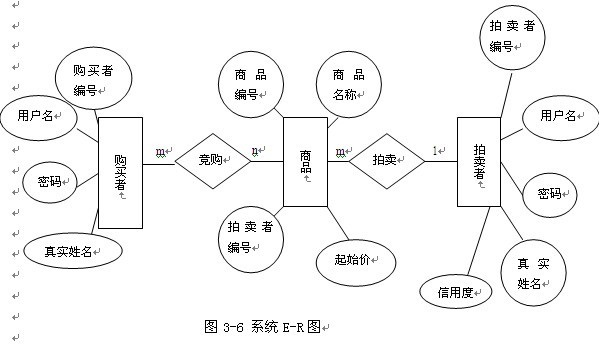 拍卖者
编号
购买者
编号
商品
编号
商品
名称
用户名
用户名
购买者
m
竞购
n
商品
m
拍卖
1
拍卖者
密码
密码
真实姓名
拍卖者
编号
起始价
信用度
真实
姓名
图 3-6 系统 E-R 图